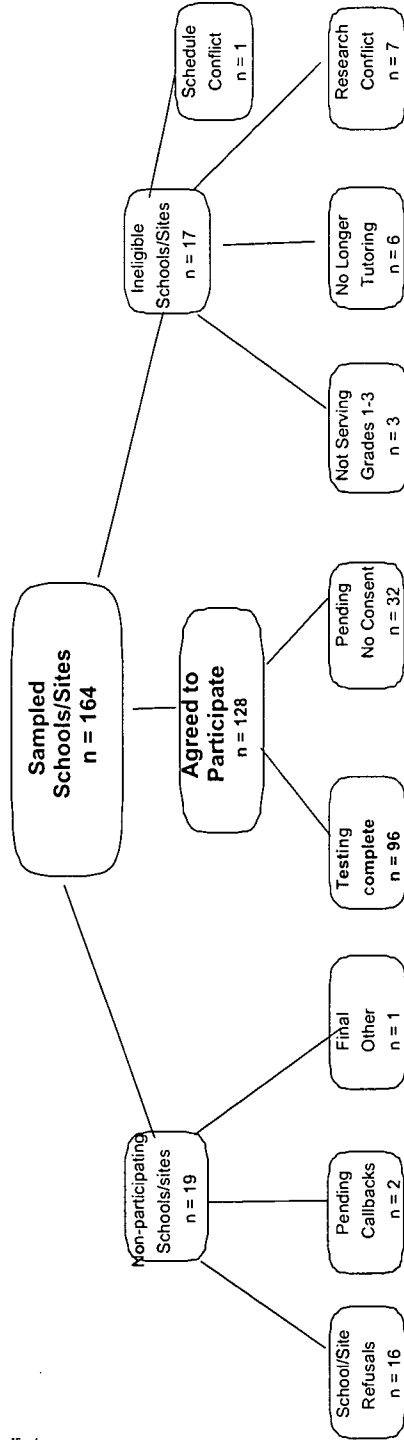 Sampled
Schools/Sites
n = 164
Non-participating
Schools/sites
n = 19
Agreed to
Participate
n = 128
Ineligible
Schools/Sites
n = 17
Schedule
Conflict
n = 1
School/Site
Refusals
n = 16
Pending
Callbacks
n = 2
Final
Other
n = 1
Testing
complete
n = 96
Pending
No Consent
n = 32
Not Serving
Grades 1-3
n = 3
No Longer
Tutoring
n = 6
Research
Conflict
n = 7